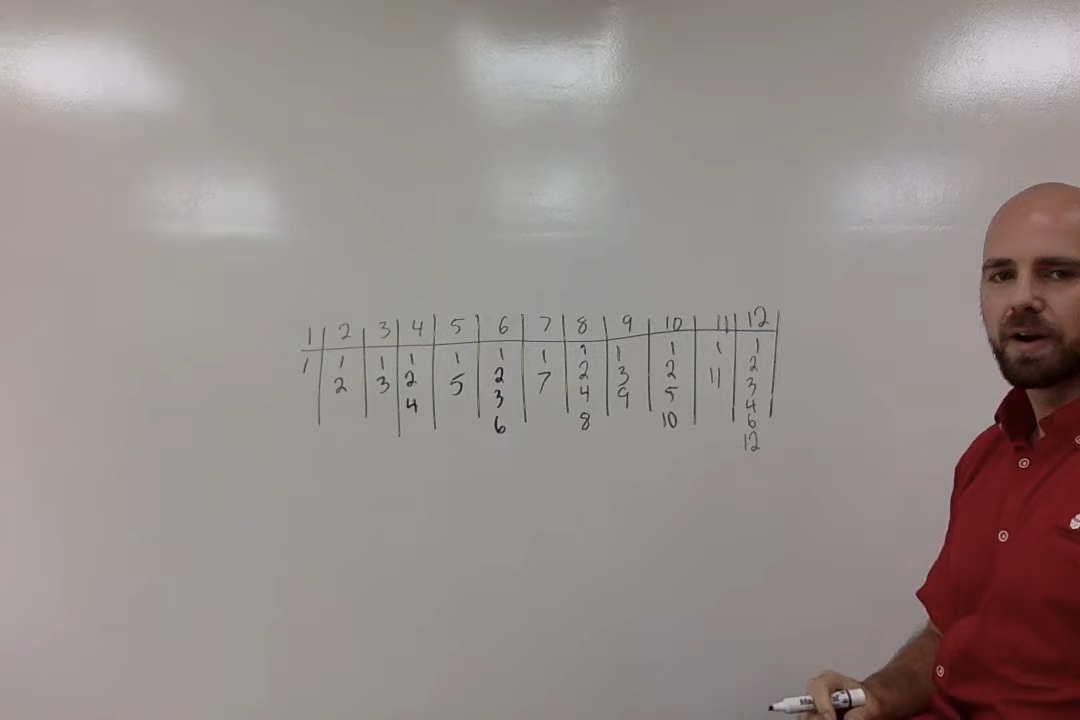 1 2 3 4 5 6 7 8 9 10 11 12
1 1 1 1 1 1 1 1 1 1 1 1
2 3 2 5 2 7 2 3 2 11 2
4 3 4 9 5 3
6 8 10 4
6
12